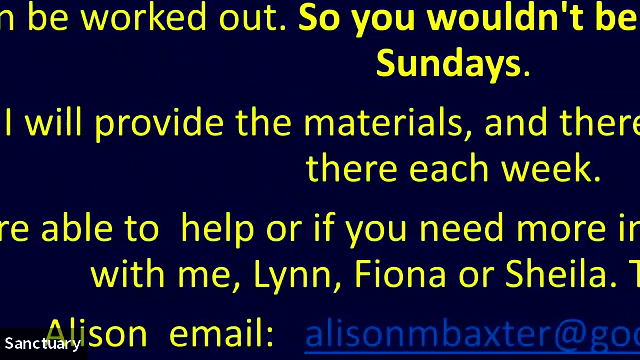 n be worked out. So you wouldn't be
Sundays.
I will provide the materials, and there
there each week.
re able to help or if you need more in
with me, Lynn, Fiona or Sheila. T
Alison email: alisonmbaxter@goo
Sanctuary